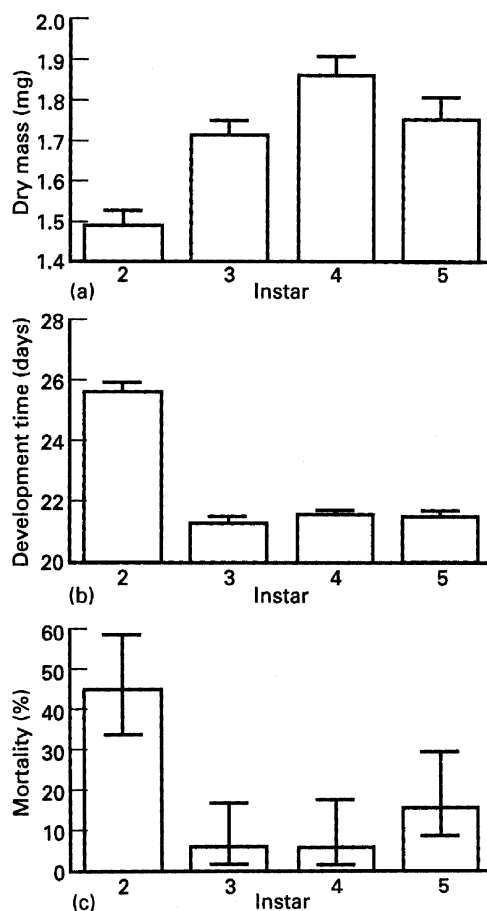 Dry mass (mg)
2.0
1.9
1.8
1.7
1.6
1.5
1.4
2 3 4 5
(a) Instar
Development time (days)
28
26
24
22
20
2 3 4 5
(b) Instar
Mortality (%)
60
50
40
30
20
10
0
2 3 4 5
(c) Instar